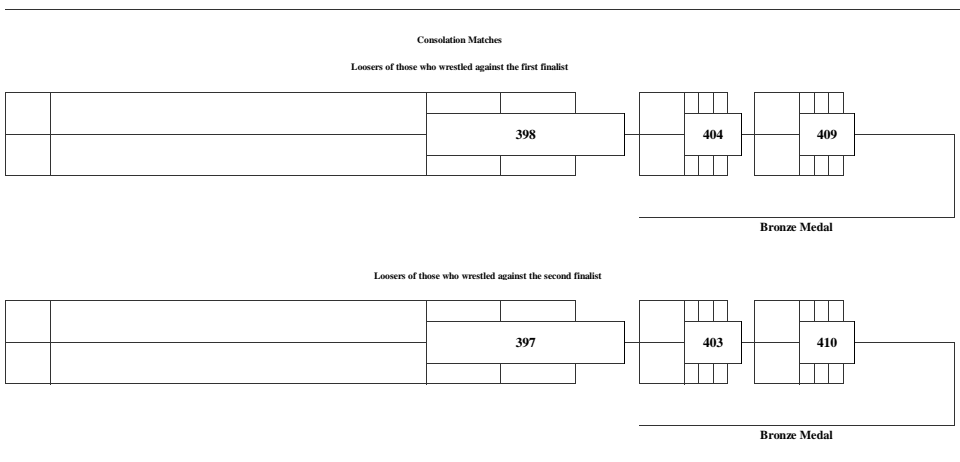 Consolation Matches
Loosers of those who wrestled against the first finalist
398 404 409
Bronze Medal
Loosers of those who wrestled against the second finalist
397 403 410
Bronze Medal